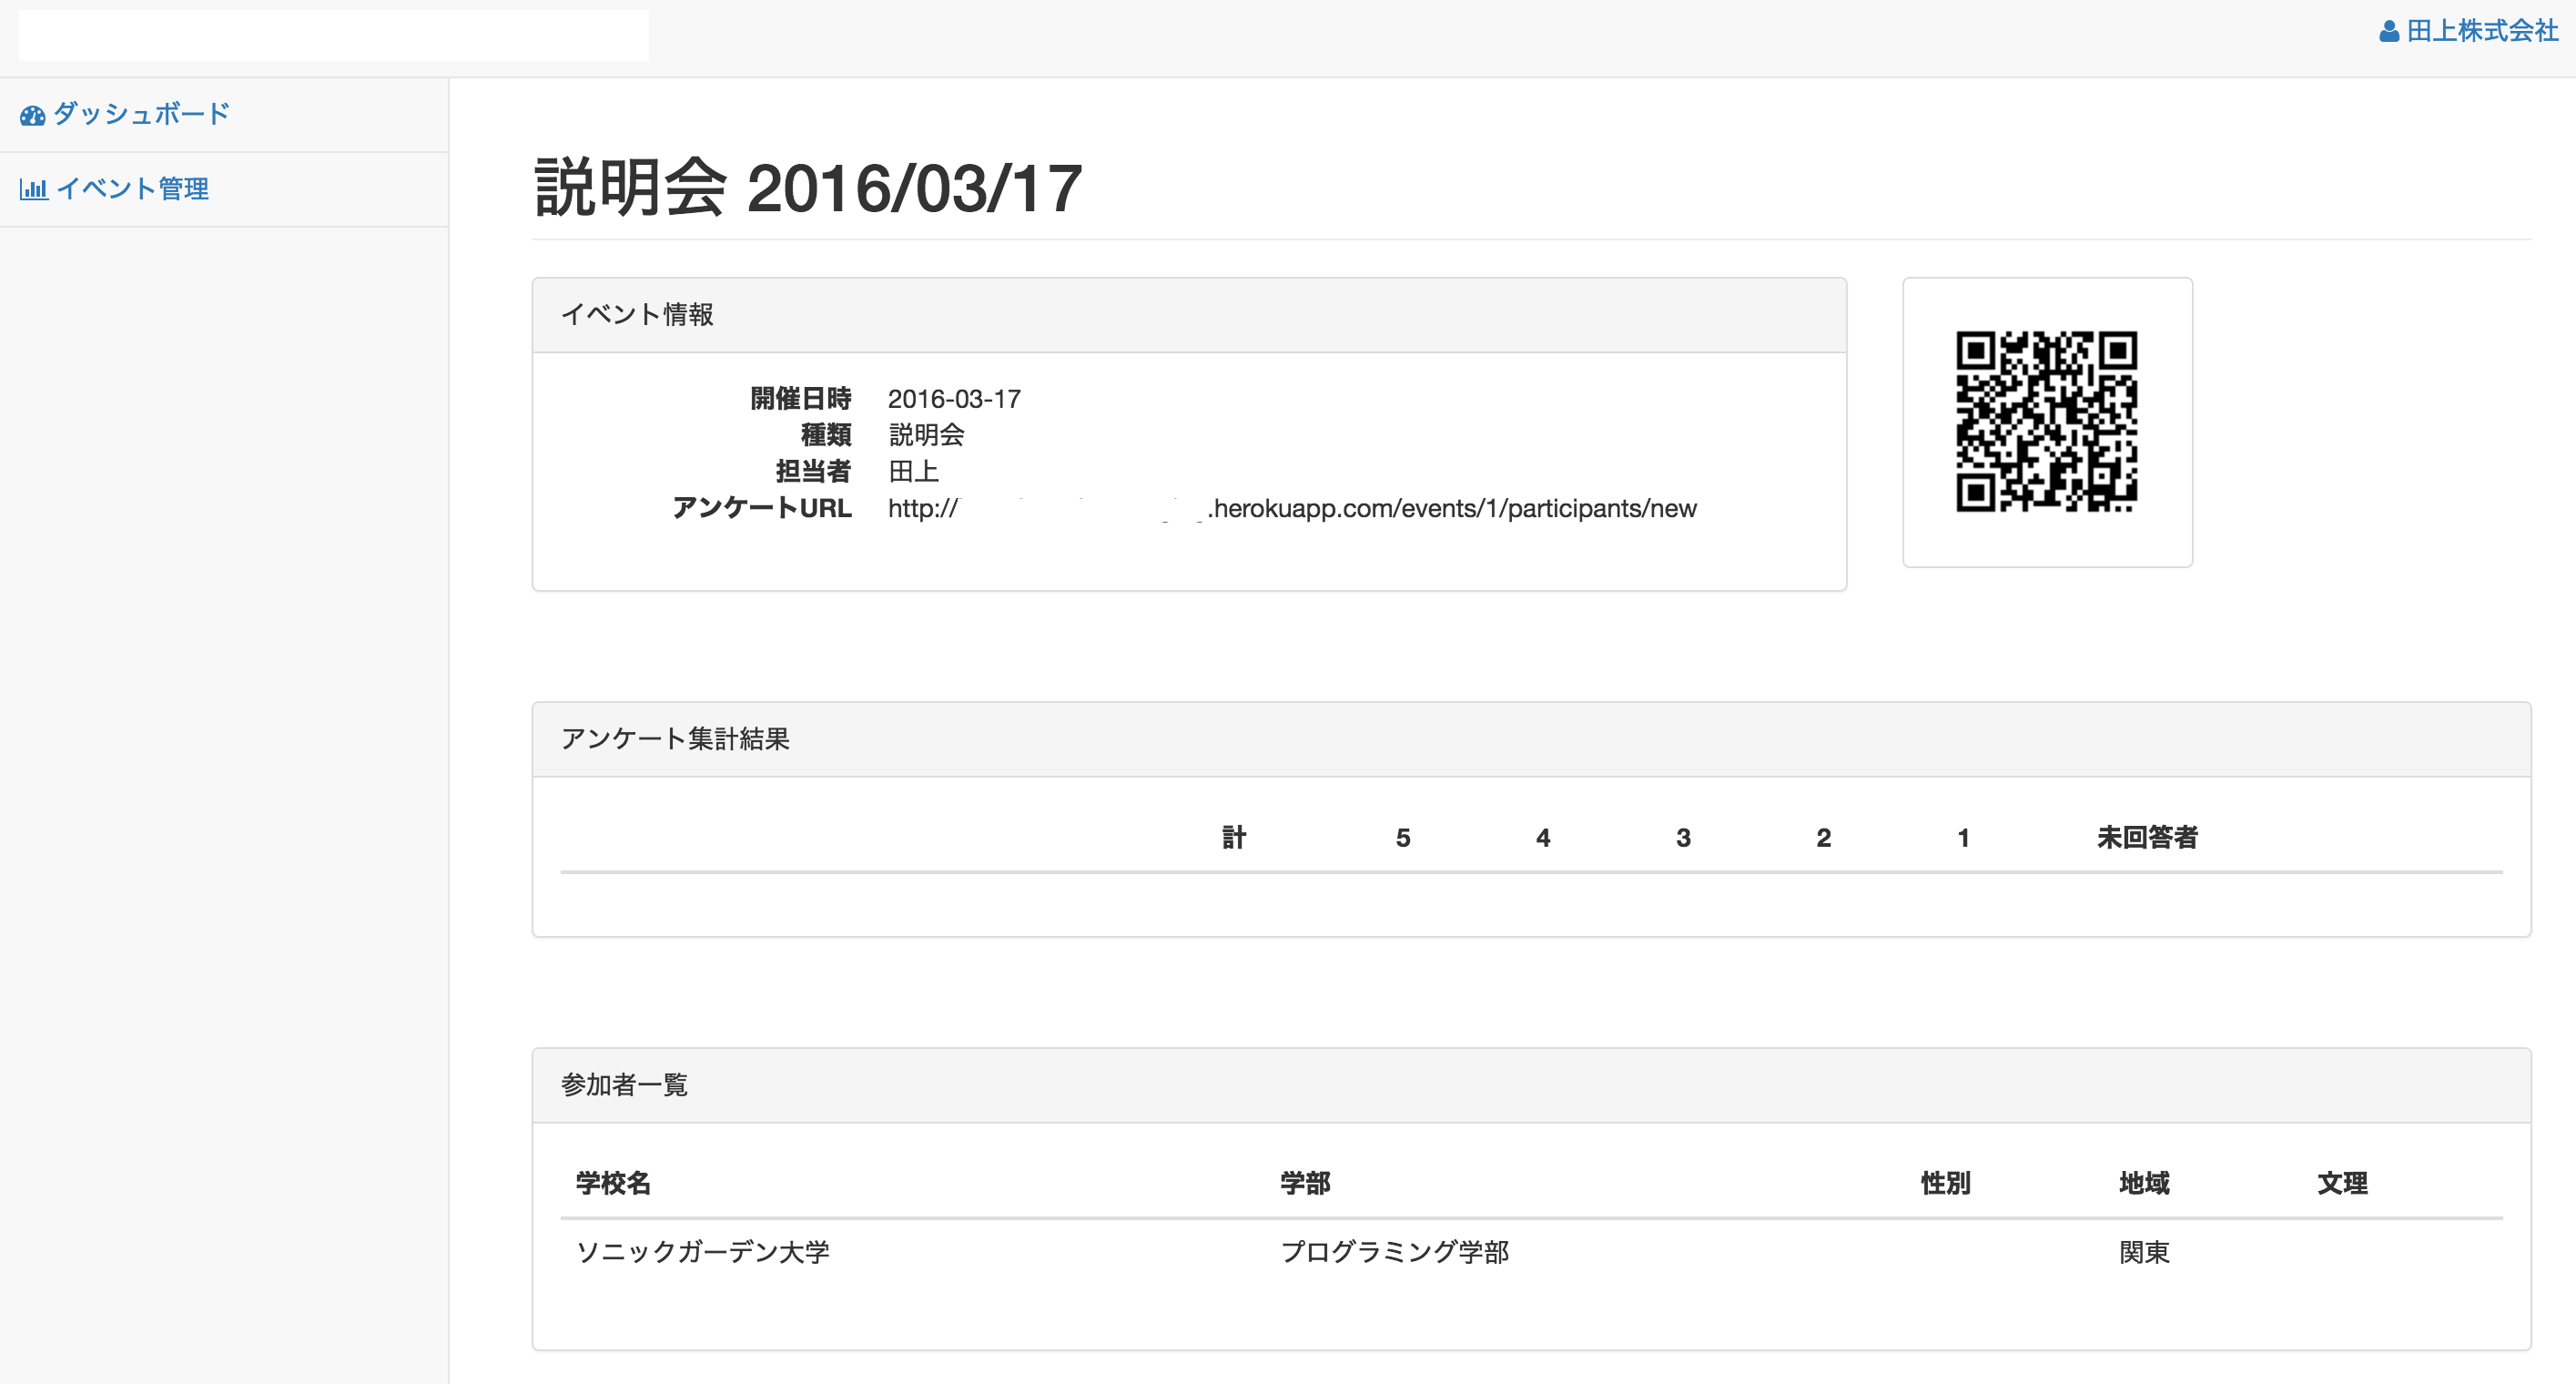 田上株式会社
ダッシュボード
イベント管理
説明会 2016/03/17
イベント情報
開催日時 2016-03-17
種類 説明会
担当者 田上
アンケートURL http:// .herokuapp.com/events/1/participants/new
アンケート集計結果
計 5 4 3 2 1 未回答者
参加者一覧
学校名 学部 性別 地域 文理
ソニックガーデン大学 プログラミング学部 関東